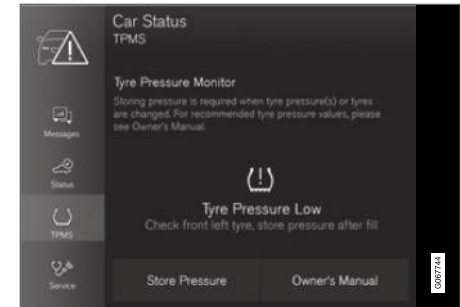 Car Status
TPMS
Tyre Pressure Monitor
Storing pressure is required when tyre pressure(s) or tyres
are changed. For recommended tyre pressure values, please
see Owner's Manual.
Messages
Status
TPMS
Service
(!)
Tyre Pressure Low
Check front left tyre, store pressure after fill
Store Pressure
Owner's Manual
G067744